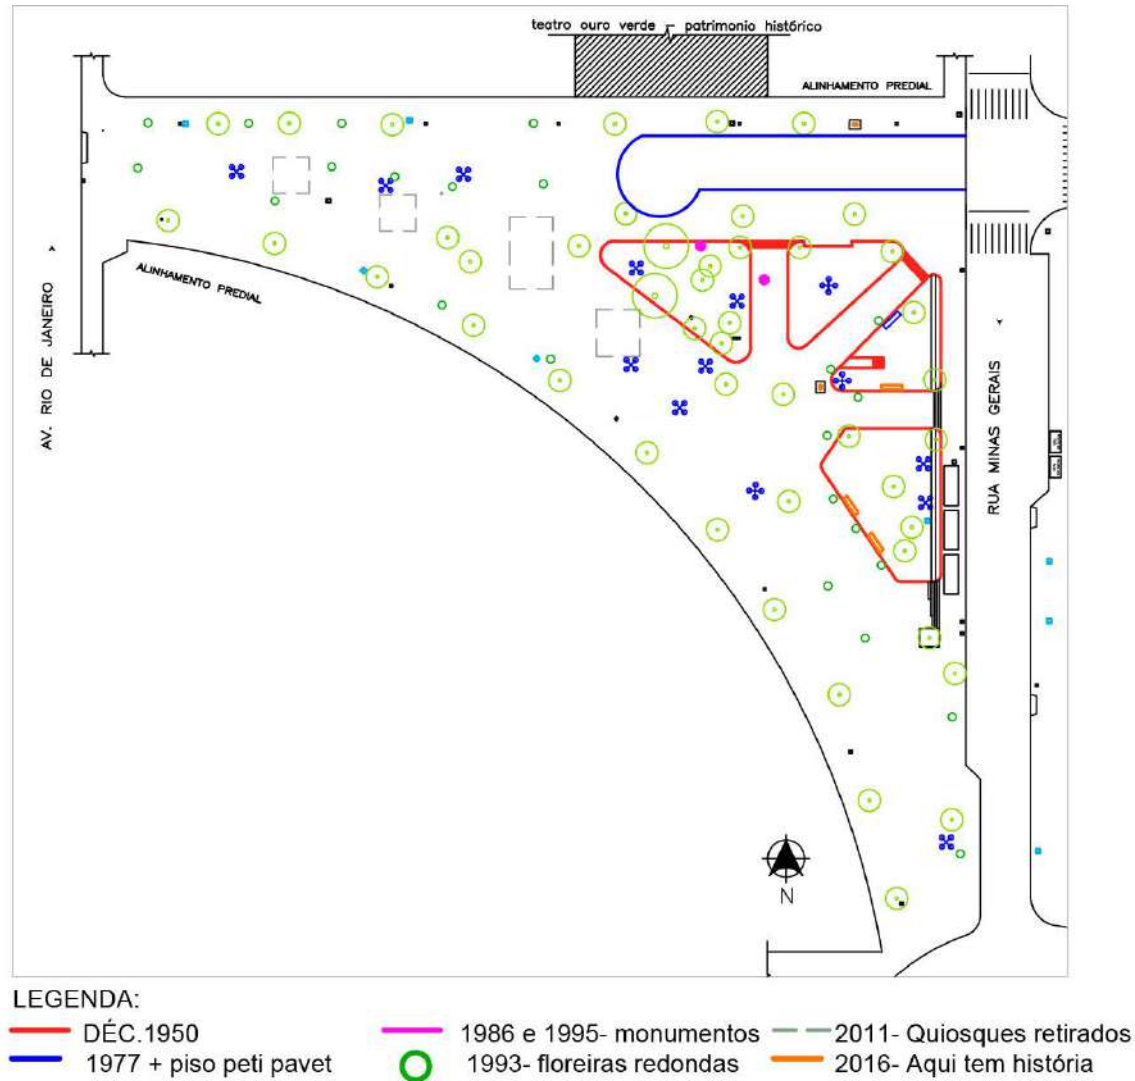 teatro ouro verde - patrimonio histórico
ALINHAMENTO PREDIAL
ALINHAMENTO PREDIAL
AV. RIO DE JANEIRO
RUA MINAS GERAIS
N
LEGENDA:
DÉC.1950
1986 e 1995- monumentos
2011- Quiosques retirados
1977 + piso peti pavet
1993- floreiras redondas
2016- Aqui tem história